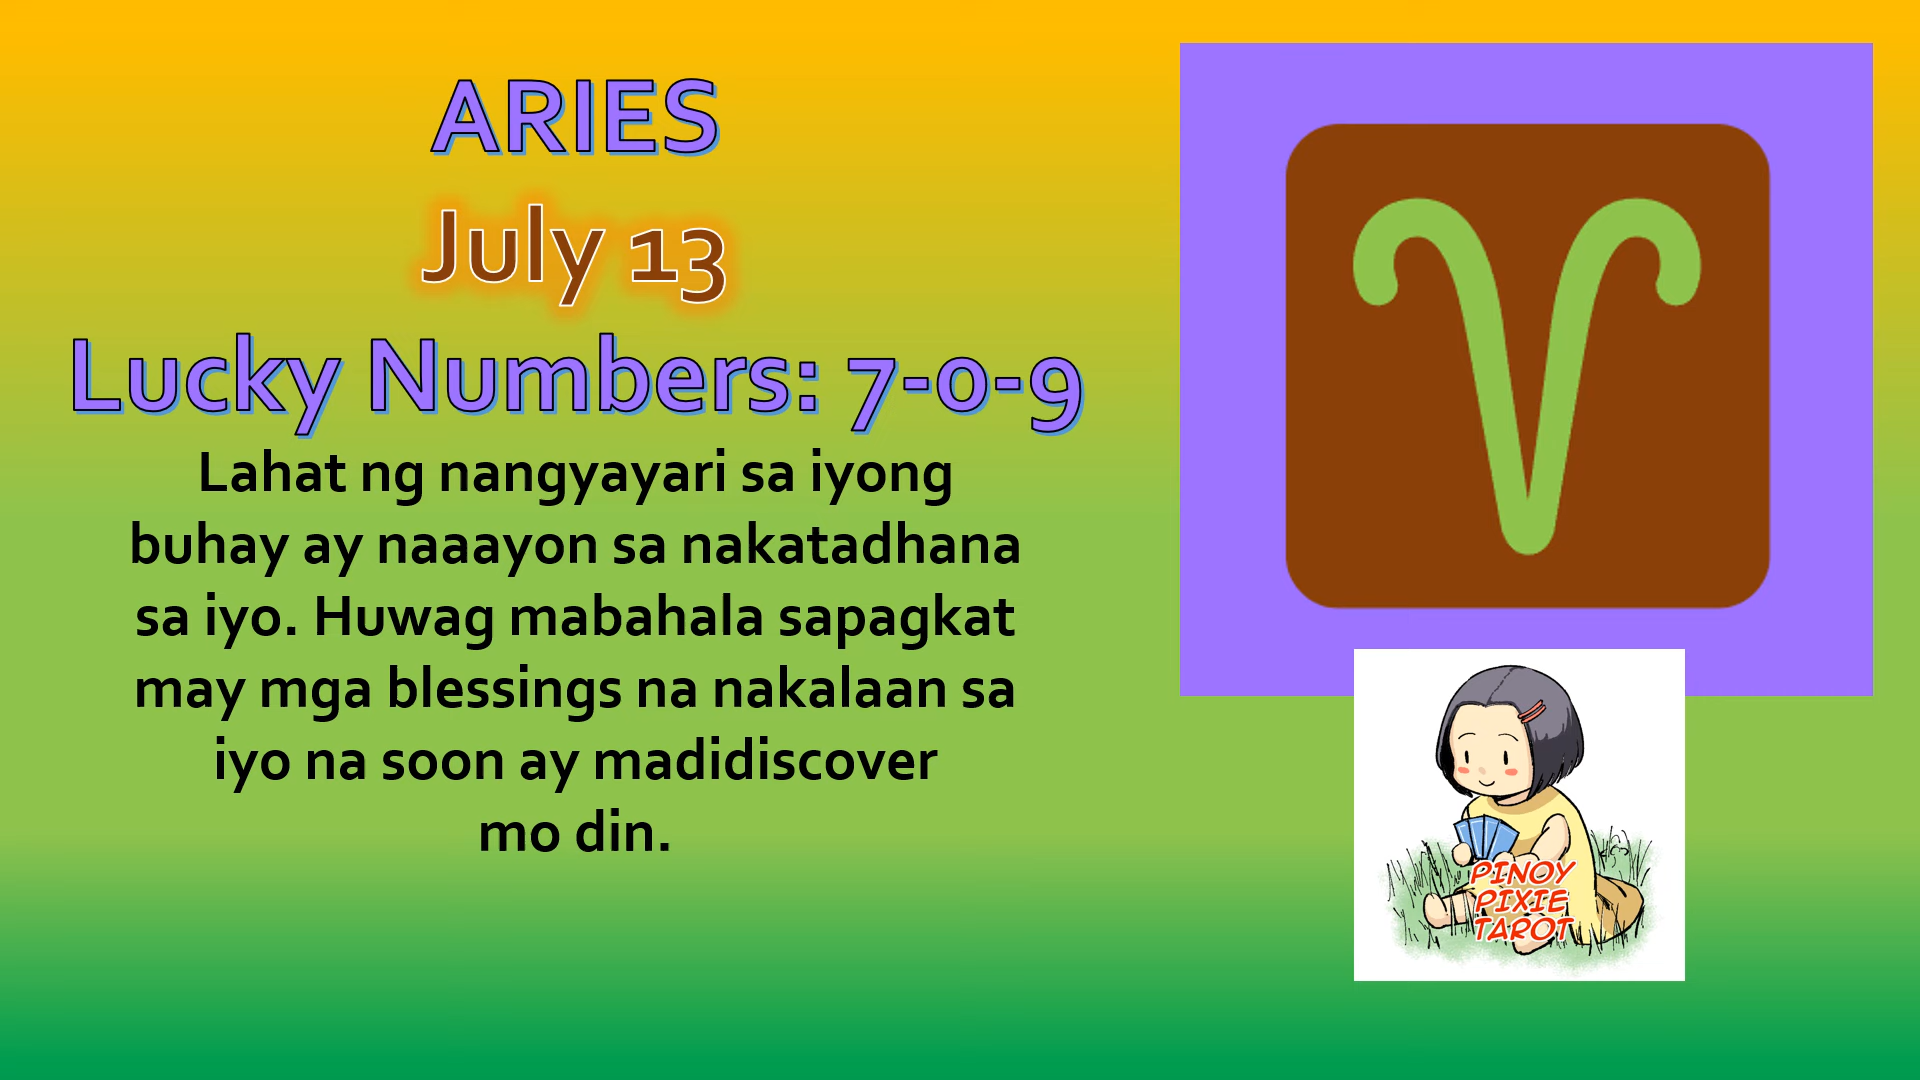 ARIES
July 13
Lucky Numbers: 7-0-9
Lahat ng nangyayari sa iyong
buhay ay naaayon sa nakatadhana
sa iyo. Huwag mabahala sapagkat
may mga blessings na nakalaan sa
iyo na soon ay madidiscover
mo din.
PINOY
PIXIE
TAROT